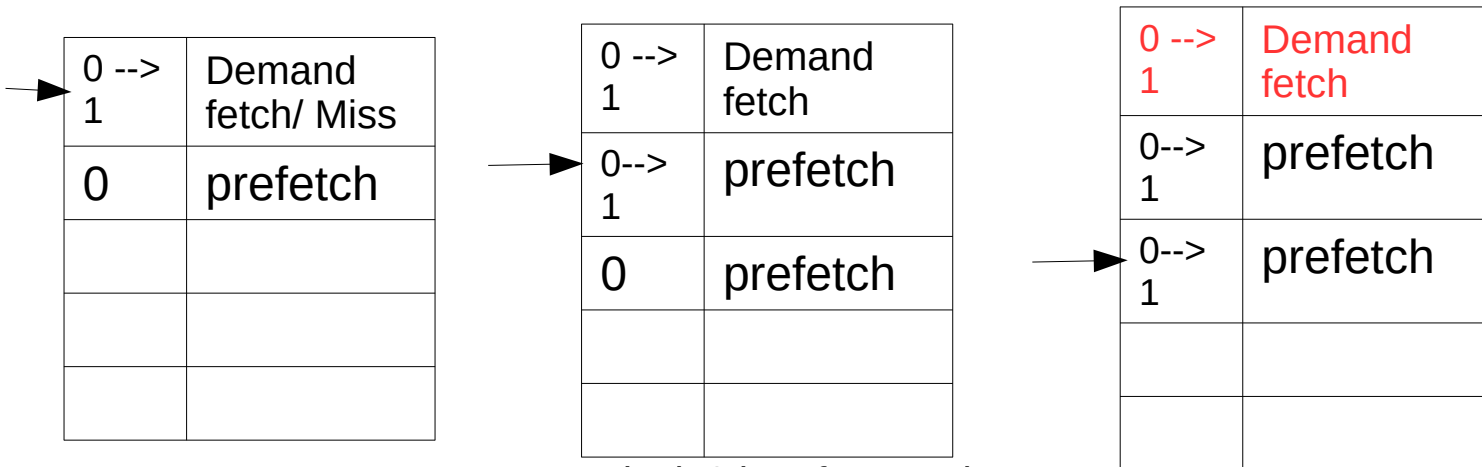 0 -->
1
Demand
fetch/ Miss
0
prefetch
0 -->
1
Demand
fetch
0-->
1
prefetch
0
prefetch
0 -->
1
Demand
fetch
0-->
1
prefetch
0-->
1
prefetch